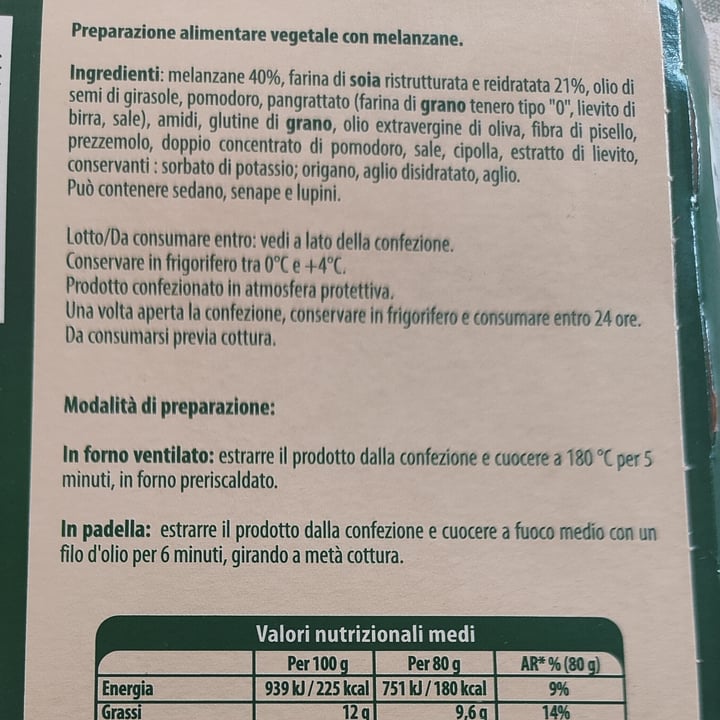 Preparazione alimentare vegetale con melanzane.
Ingredienti: melanzane 40%, farina di soia ristrutturata e reidratata 21%, olio di
semi di girasole, pomodoro, pangrattato (farina di grano tenero tipo "0", lievito di
birra, sale), amidi, glutine di grano, olio extravergine di oliva, fibra di pisello,
prezzemolo, doppio concentrato di pomodoro, sale, cipolla, estratto di lievito,
conservanti : sorbato di potassio; origano, aglio disidratato, aglio.
Può contenere sedano, senape e lupini.
Lotto/Da consumare entro: vedi a lato della confezione.
Conservare in frigorifero tra 0°C e +4°C.
Prodotto confezionato in atmosfera protettiva.
Una volta aperta la confezione, conservare in frigorifero e consumare entro 24 ore.
Da consumarsi previa cottura.
Modalità di preparazione:
In forno ventilato: estrarre il prodotto dalla confezione e cuocere a 180 °C per 5
minuti, in forno preriscaldato.
In padella: estrarre il prodotto dalla confezione e cuocere a fuoco medio con un
filo d'olio per 6 minuti, girando a metà cottura.
Valori nutrizionali medi
Per 100 g Per 80 g AR* % (80 g)
Energia 939 kJ / 225 kcal 751 kJ / 180 kcal 9%
Grassi 12 g 9,6 g 14%